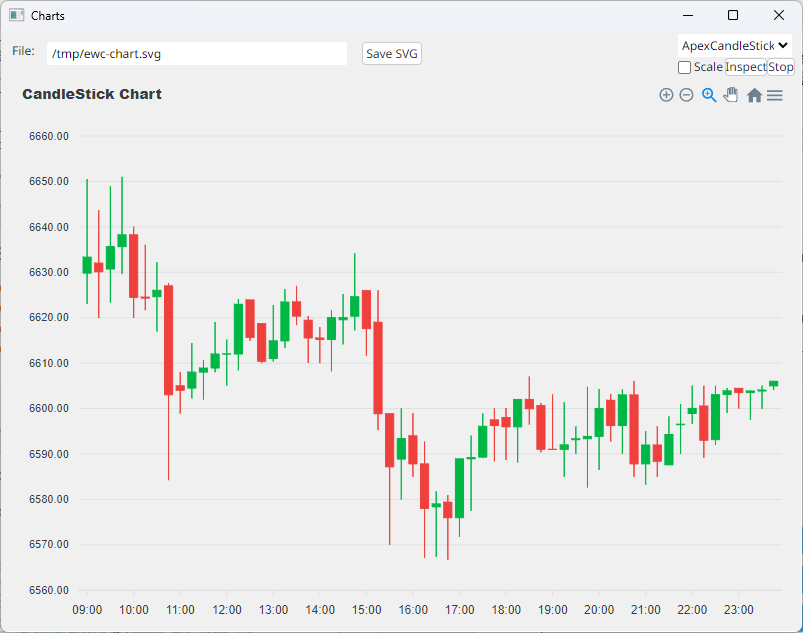 Charts
File: /tmp/ewc-chart.svg Save SVG ApexCandleStick
Scale Inspect Stop
CandleStick Chart
6660.00
6650.00
6640.00
6630.00
6620.00
6610.00
6600.00
6590.00
6580.00
6570.00
6560.00
09:00 10:00 11:00 12:00 13:00 14:00 15:00 16:00 17:00 18:00 19:00 20:00 21:00 22:00 23:00